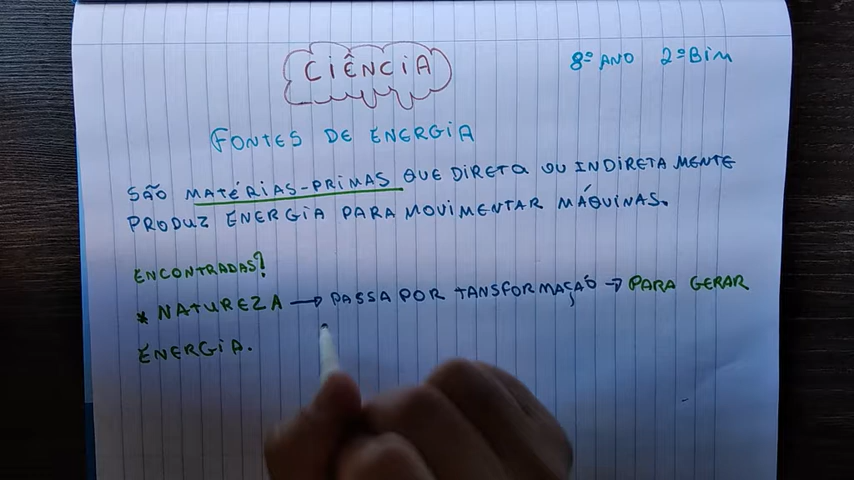 CIÊNCIA
8º ANO 2º BIM
FONTES DE ENERGIA
SÃO MATÉRIAS-PRIMAS QUE DIRETA OU INDIRETAMENTE
PRODUZ ENERGIA PARA MOVIMENTAR MÁQUINAS.
ENCONTRADAS?
* NATUREZA → PASSA POR TANSFORMAÇÃO → PARA GERAR
ENERGIA.